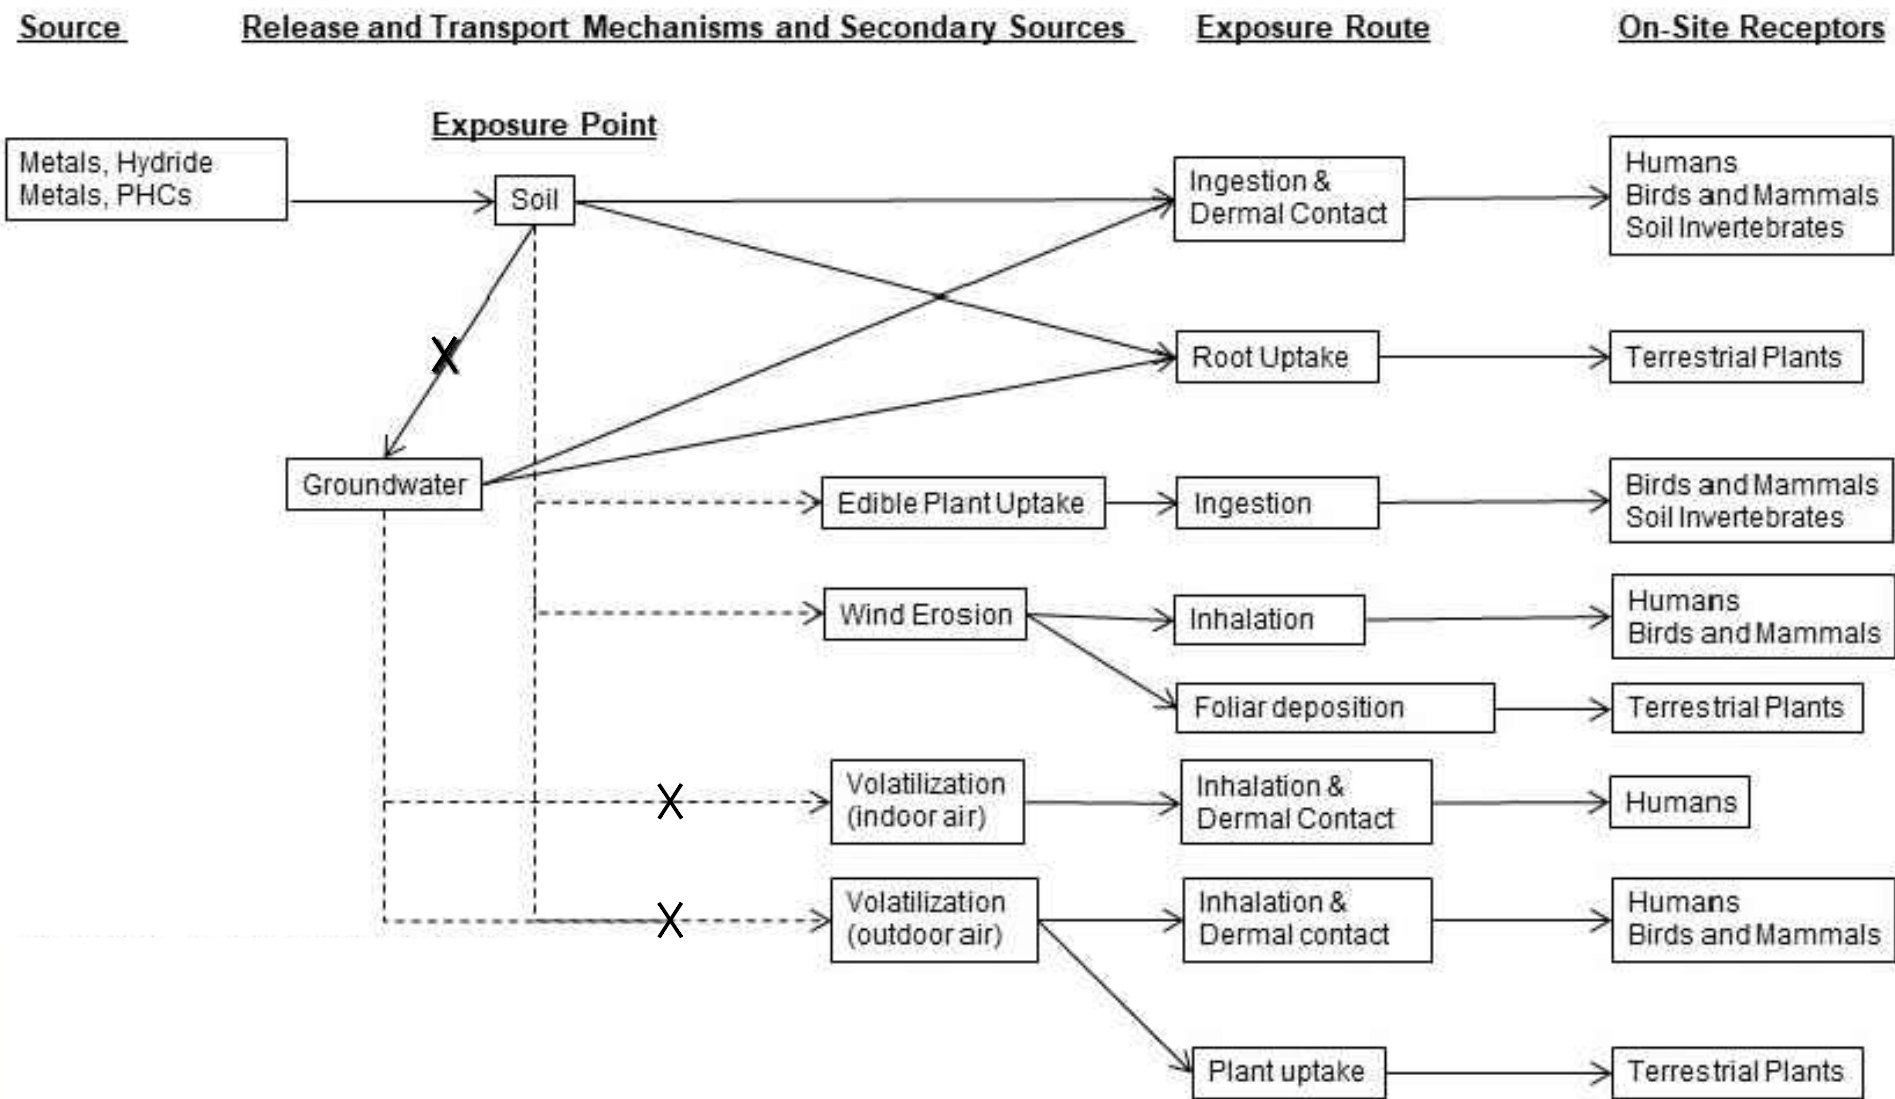 Source
Release and Transport Mechanisms and Secondary Sources
Exposure Route
On-Site Receptors
Exposure Point
Metals, Hydride
Metals, PHCs
Soil
Ingestion &
Dermal Contact
Humans
Birds and Mammals
Soil Invertebrates
X
Root Uptake
Terrestrial Plants
Groundwater
Edible Plant Uptake
Ingestion
Birds and Mammals
Soil Invertebrates
Wind Erosion
Inhalation
Humans
Birds and Mammals
Foliar deposition
Terrestrial Plants
X
Volatilization
(indoor air)
Inhalation &
Dermal Contact
Humans
X
Volatilization
(outdoor air)
Inhalation &
Dermal contact
Humans
Birds and Mammals
Plant uptake
Terrestrial Plants